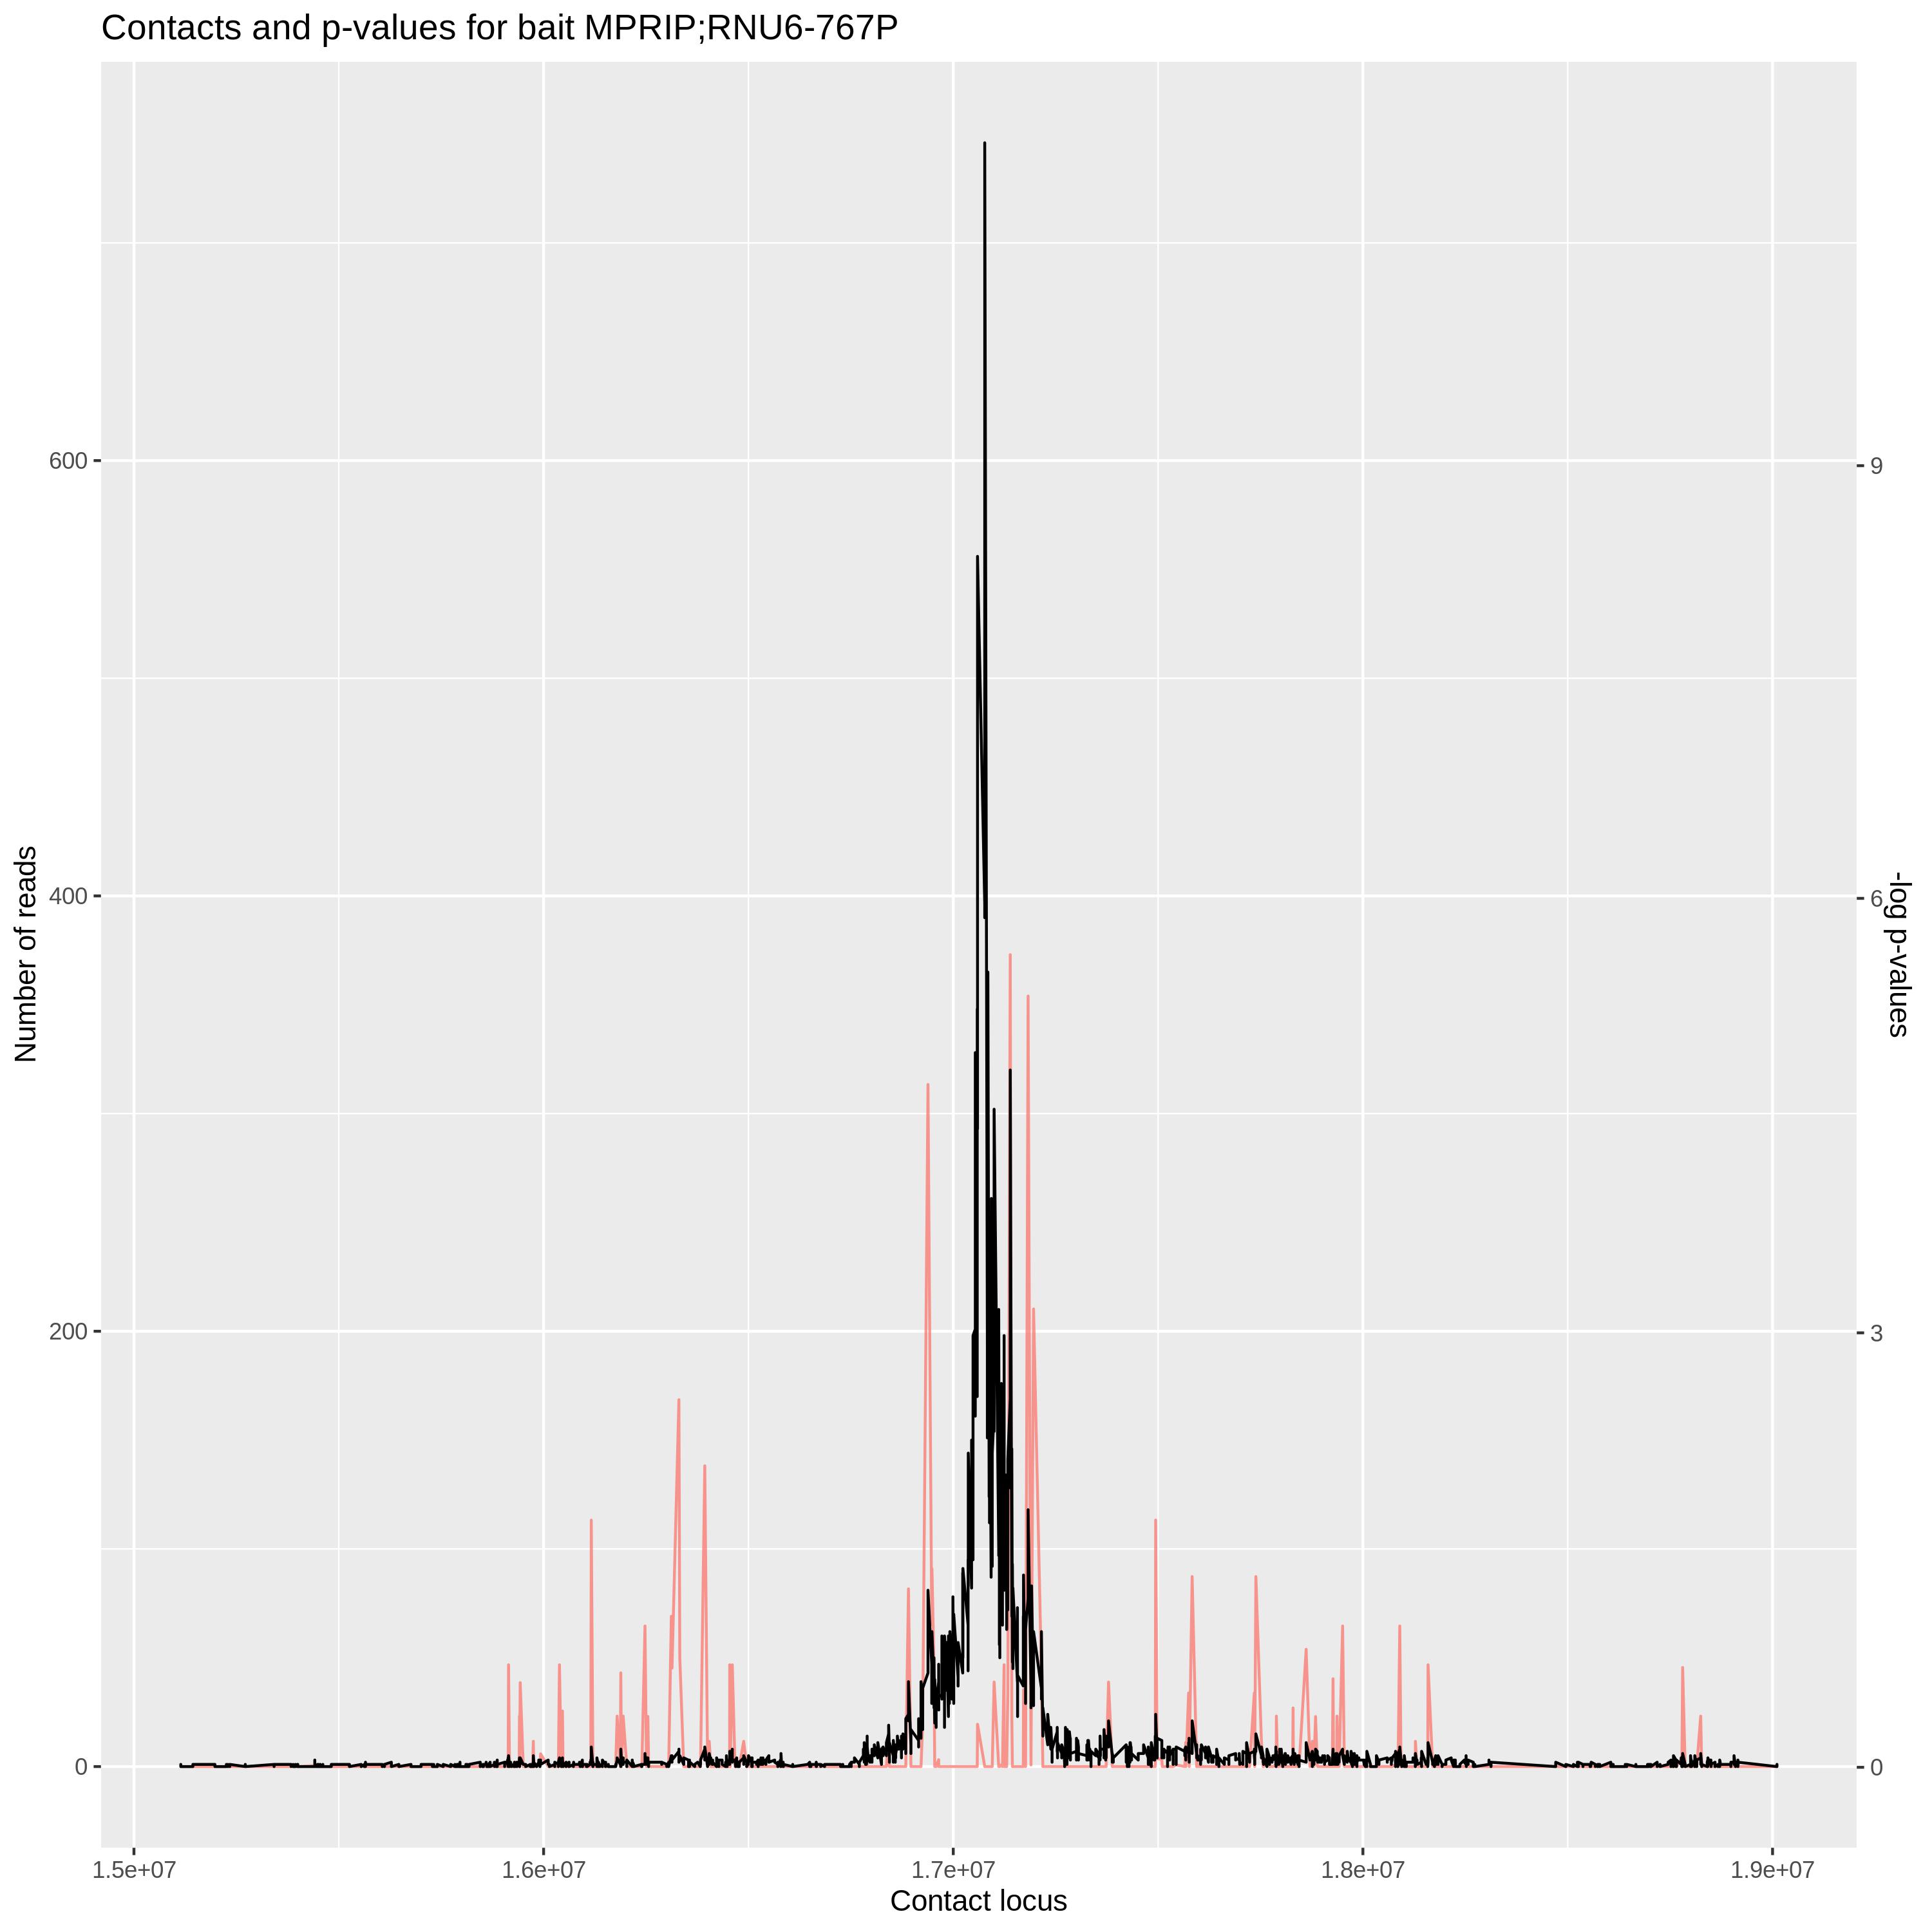 Contacts and p-values for bait MPRIP;RNU6-767P
Number of reads
600
400
200
0
9
6
3
0
-log p-values
1.5e+07 1.6e+07 1.7e+07 1.8e+07 1.9e+07
Contact locus